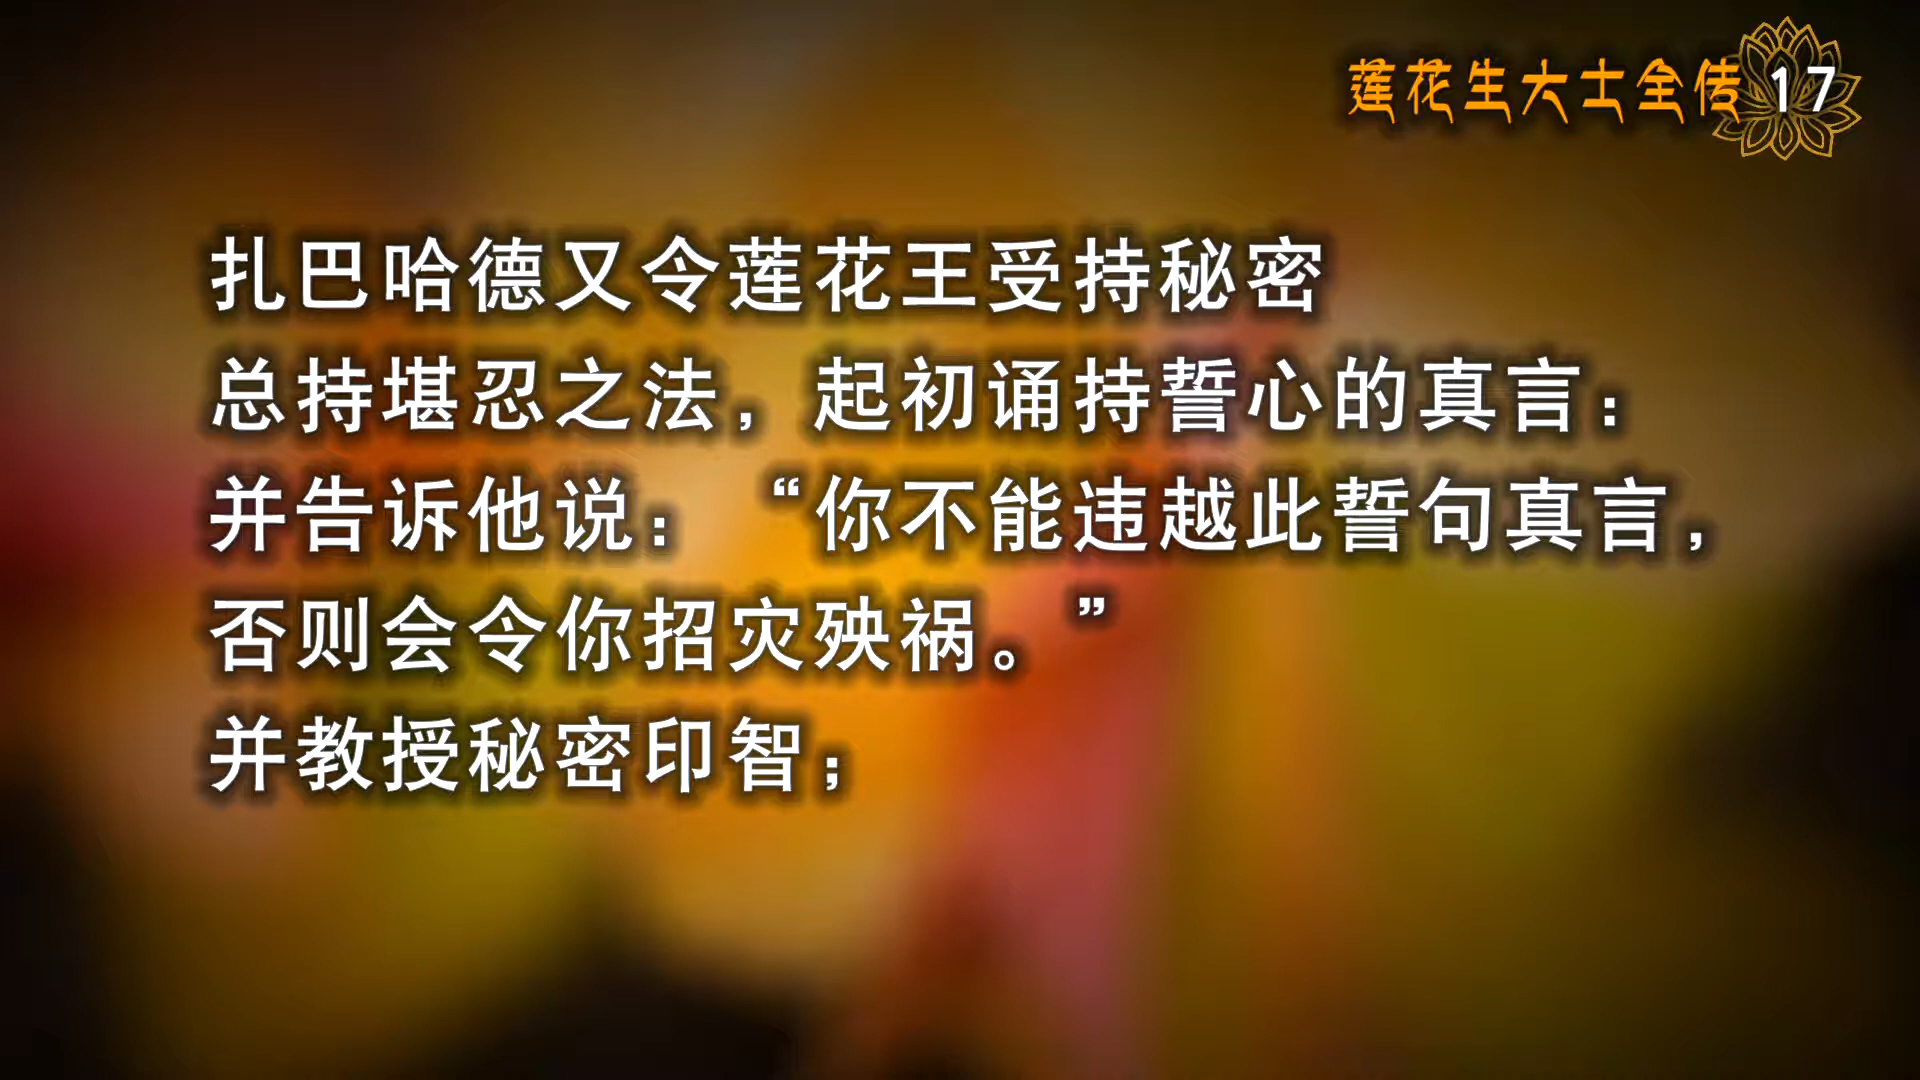 莲花生大士全传 17
扎巴哈德又令莲花王受持秘密
总持堪忍之法，起初诵持誓心的真言：
并告诉他说：“你不能违越此誓句真言，
否则会令你招灾殃祸。”
并教授秘密印智；